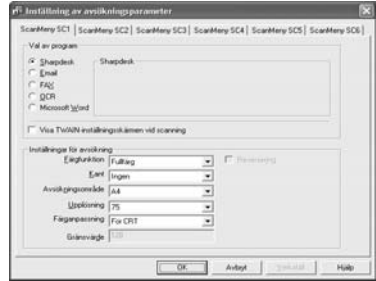 Inställning av avsökningsparameter
ScanMeny SC1 ScanMeny SC2 ScanMeny SC3 ScanMeny SC4 ScanMeny SC5 ScanMeny SC6
Val av program
Sharpdesk
Email
FAX
OCR
Microsoft Word
Sharpdesk
Visa TWAIN-inställningsskärmen vid scanning
Inställningar för avsökning
Färgfunktion Fullfärg
Kant Ingen
Avsökningsområde A4
Upplösning 75
Färganpassning För CRT
Gränsvärde 128
OK Avbryt Verkställ Hjälp